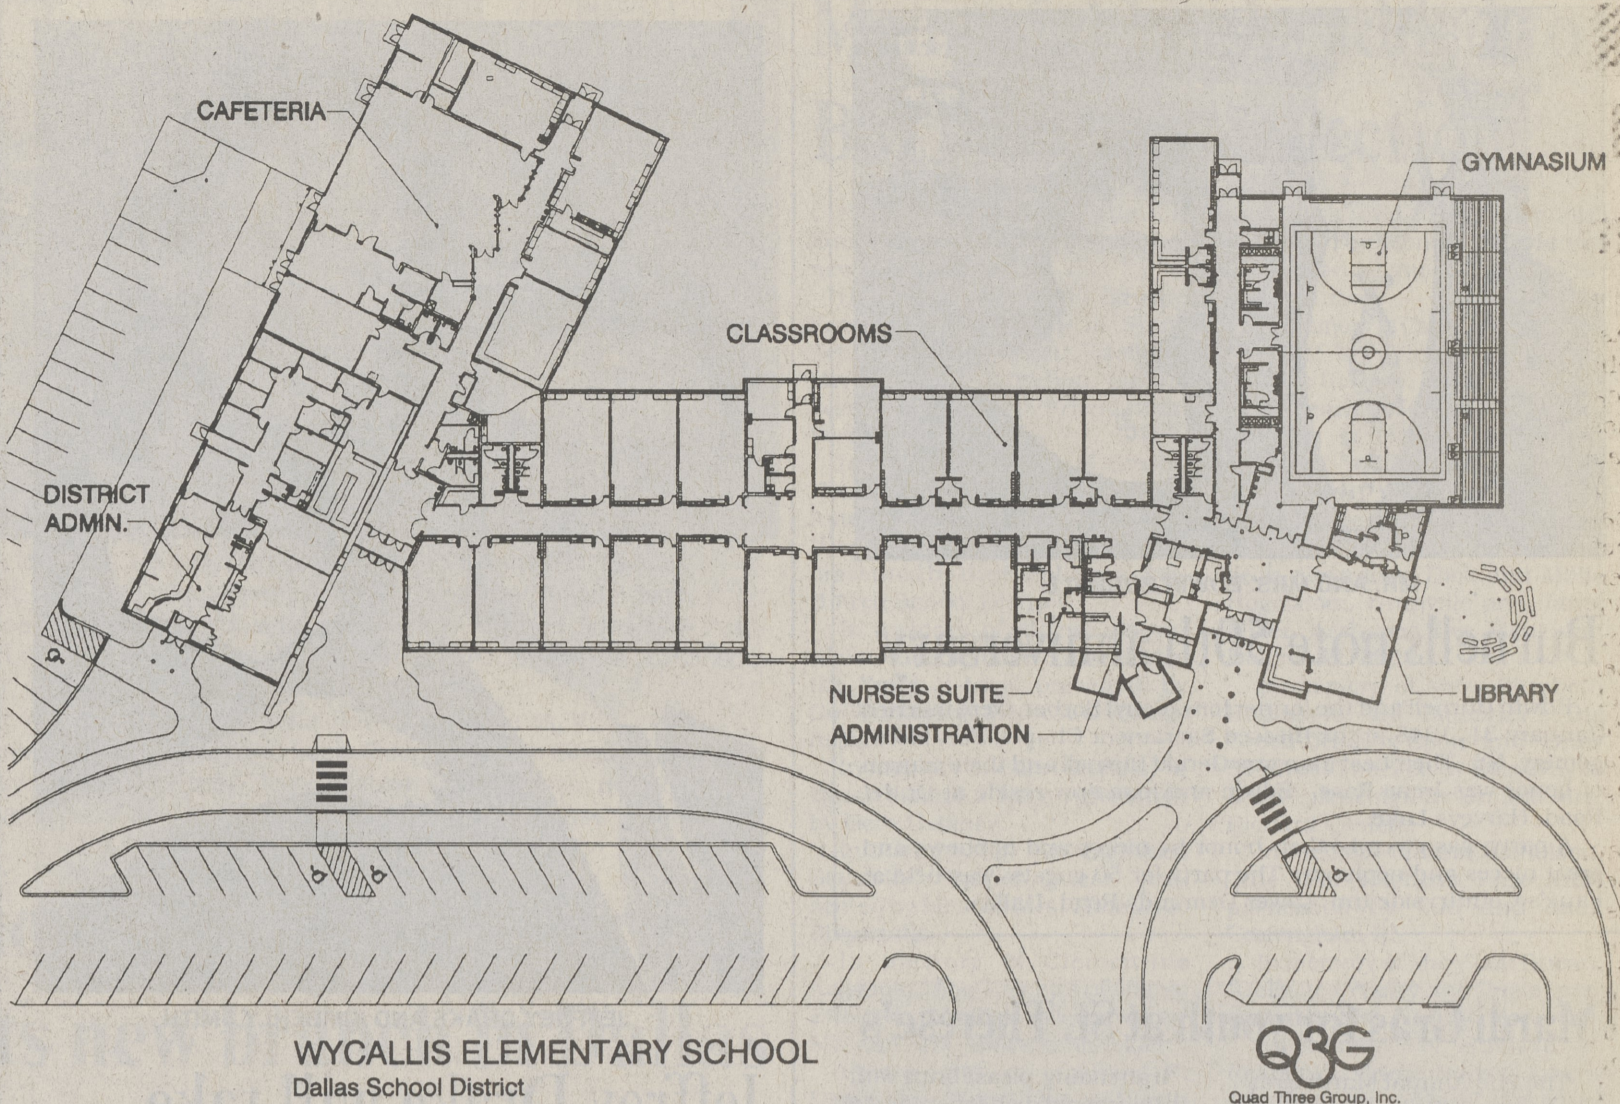 CAFETERIA
GYMNASIUM
CLASSROOMS
DISTRICT
ADMIN.
NURSE'S SUITE
LIBRARY
ADMINISTRATION
WYCALLIS ELEMENTARY SCHOOL
Dallas School District
Q3G
Quad Three Group, Inc.